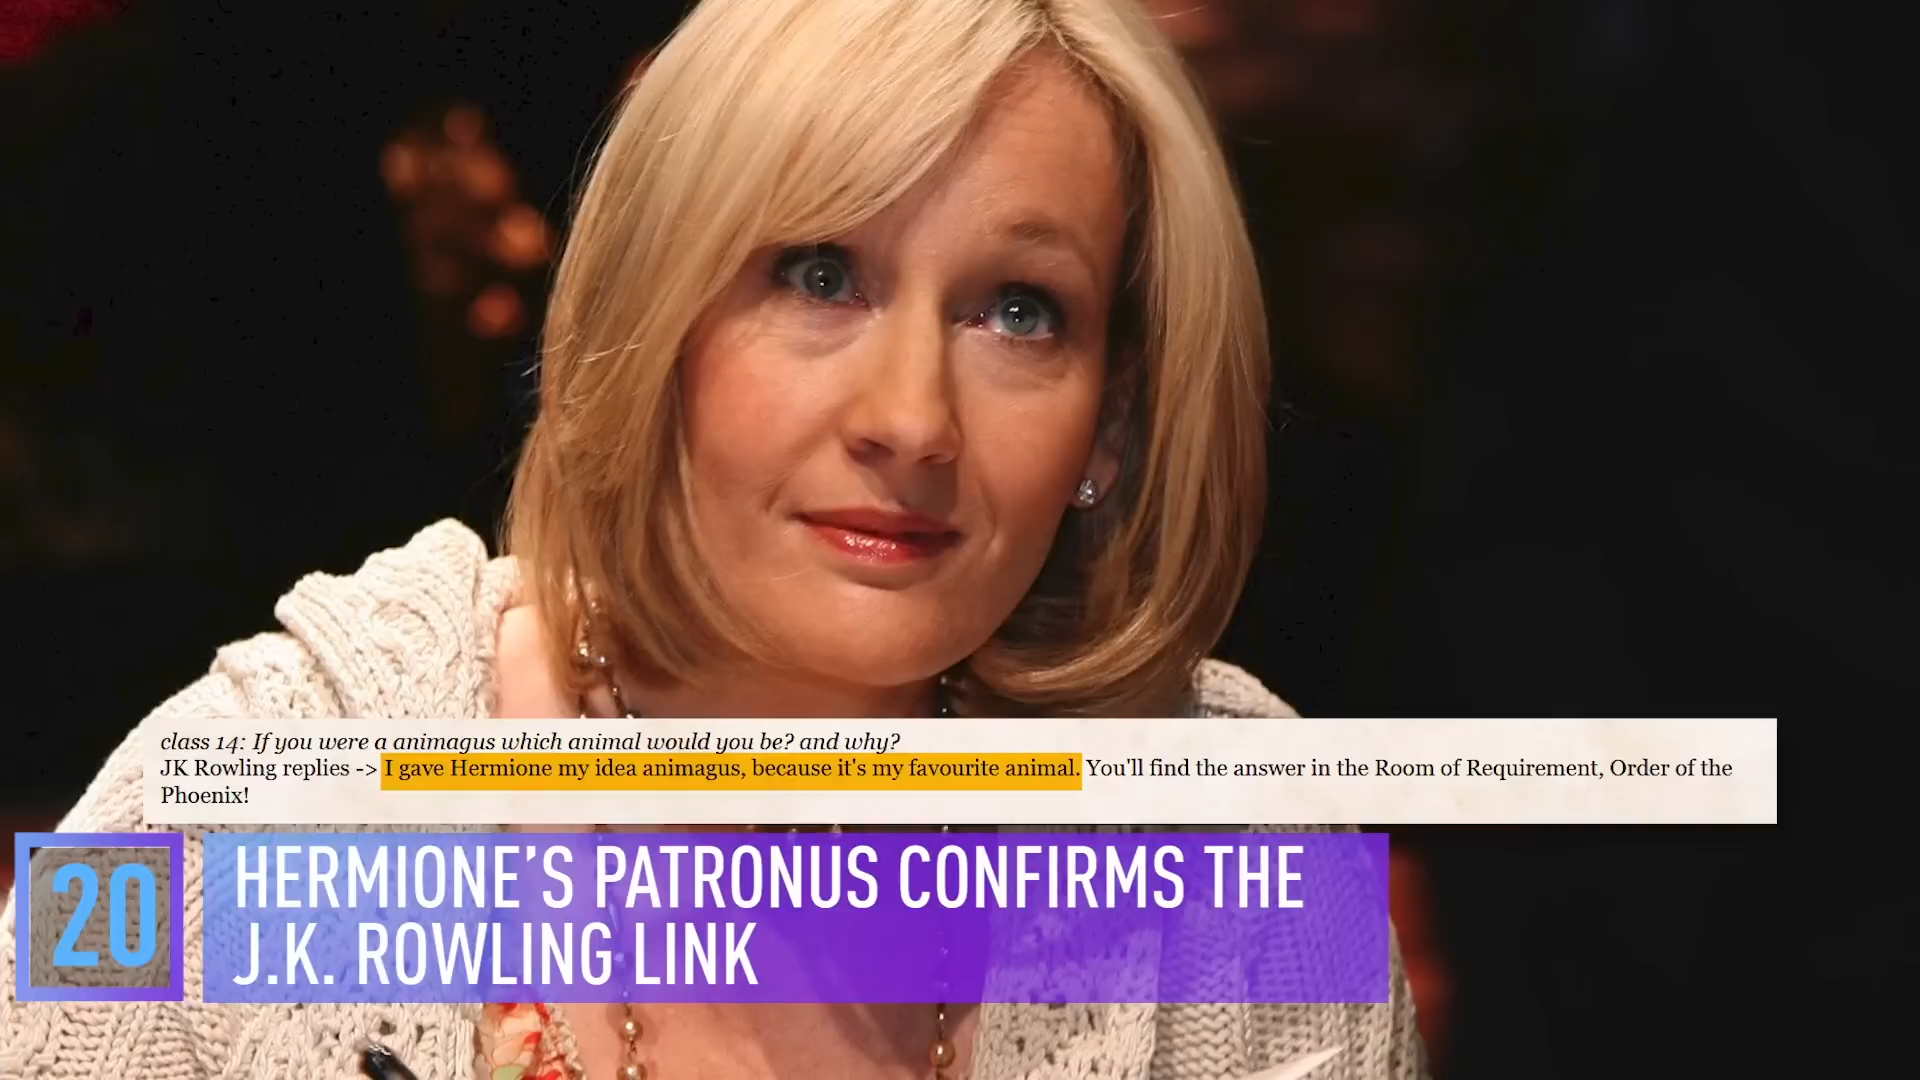 class 14: If you were a animagus which animal would you be? and why?
JK Rowling replies -> I gave Hermione my idea animagus, because it's my favourite animal. You'll find the answer in the Room of Requirement, Order of the
Phoenix!
20
HERMIONE’S PATRONUS CONFIRMS THE
J.K. ROWLING LINK